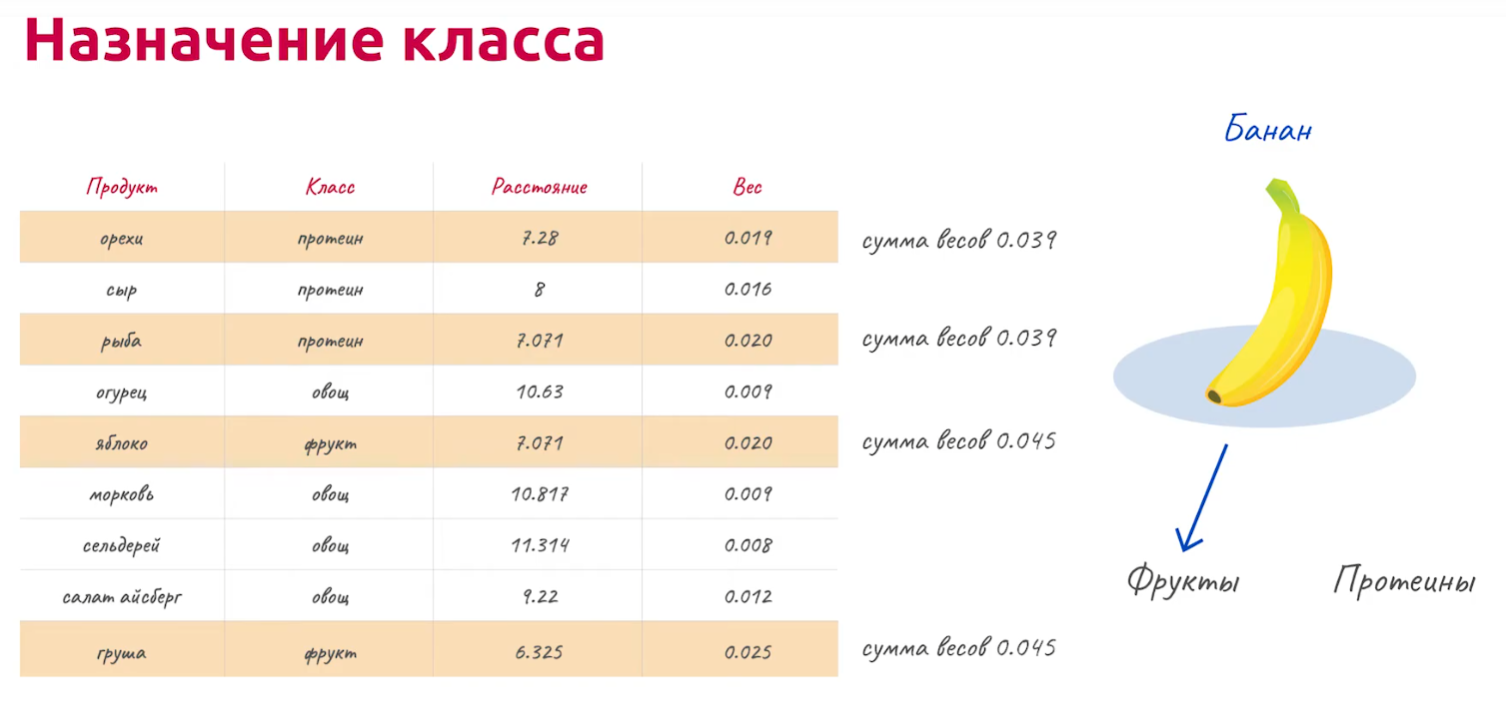 Назначение класса
Банан
Продукт Класс Расстояние Вес
орехи протеин 7.28 0.019 сумма весов 0.039
сыр протеин 8 0.016
рыба протеин 7.071 0.020 сумма весов 0.039
огурец овощ 10.63 0.009
яблоко фрукт 7.071 0.020 сумма весов 0.045
морковь овощ 10.817 0.009
сельдерей овощ 11.314 0.008
Фрукты Протеины
салат айсберг овощ 9.22 0.012
груша фрукт 6.325 0.025 сумма весов 0.045